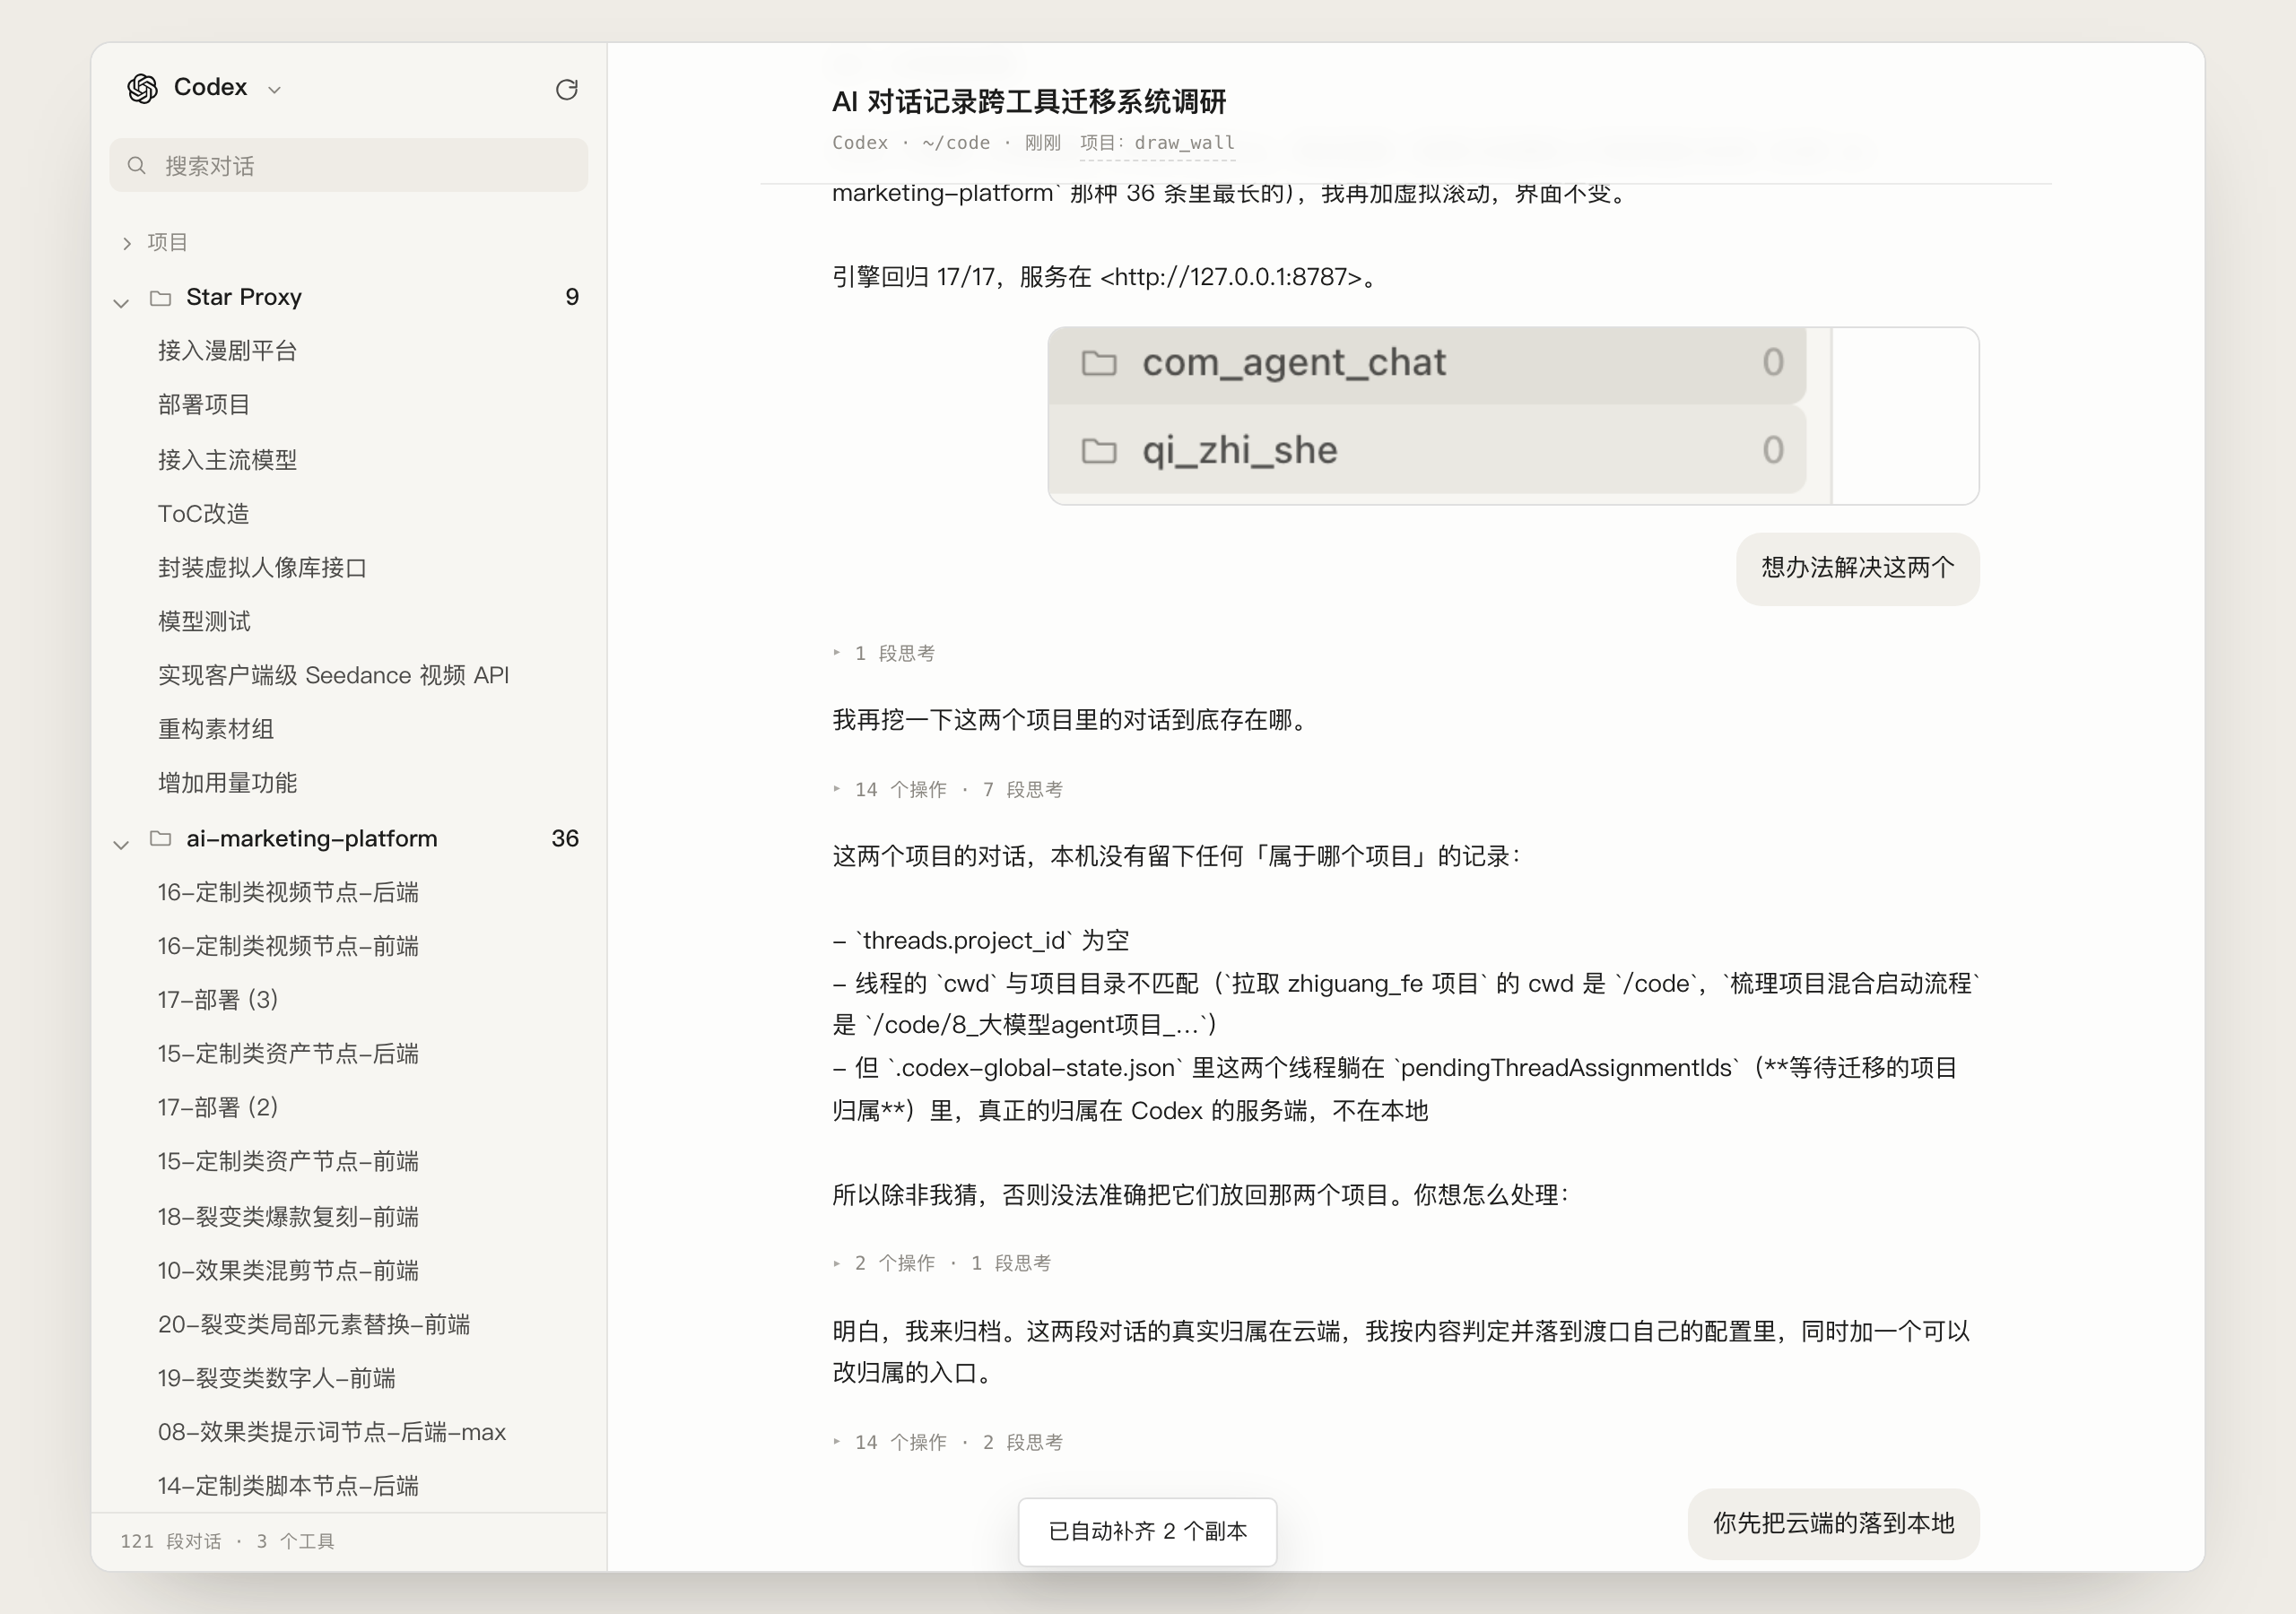 Codex
搜索对话
项目
Star Proxy 9
接入漫剧平台
部署项目
接入主流模型
ToC改造
封装虚拟人像库接口
模型测试
实现客户端级 Seedance 视频 API
重构素材组
增加用量功能
ai-marketing-platform 36
16-定制类视频节点-后端
16-定制类视频节点-前端
17-部署 (3)
15-定制类资产节点-后端
17-部署 (2)
15-定制类资产节点-前端
18-裂变类爆款复刻-前端
10-效果类混剪节点-前端
20-裂变类局部元素替换-前端
19-裂变类数字人-前端
08-效果类提示词节点-后端-max
14-定制类脚本节点-后端
121 段对话 · 3 个工具
AI 对话记录跨工具迁移系统调研
Codex · ~/code · 刚刚 项目: draw_wall
marketing-platform` 那种 36 条里最长的），我再加虚拟滚动，界面不变。
引擎回归 17/17，服务在 <http://127.0.0.1:8787>。
com_agent_chat 0
qi_zhi_she 0
想办法解决这两个
1 段思考
我再挖一下这两个项目里的对话到底存在哪。
14 个操作 · 7 段思考
这两个项目的对话，本机没有留下任何「属于哪个项目」的记录：
- `threads.project_id` 为空
- 线程的 `cwd` 与项目目录不匹配（`拉取 zhiguang_fe 项目` 的 cwd 是 `/code`，`梳理项目混合启动流程`
是 `/code/8_大模型agent项目_…`）
- 但 `.codex-global-state.json` 里这两个线程躺在 `pendingThreadAssignmentIds`（**等待迁移的项目
归属**）里，真正的归属在 Codex 的服务端，不在本地
所以除非我猜，否则没法准确把它们放回那两个项目。你想怎么处理：
2 个操作 · 1 段思考
明白，我来归档。这两段对话的真实归属在云端，我按内容判定并落到渡口自己的配置里，同时加一个可以
改归属的入口。
14 个操作 · 2 段思考
你先把云端的落到本地
已自动补齐 2 个副本